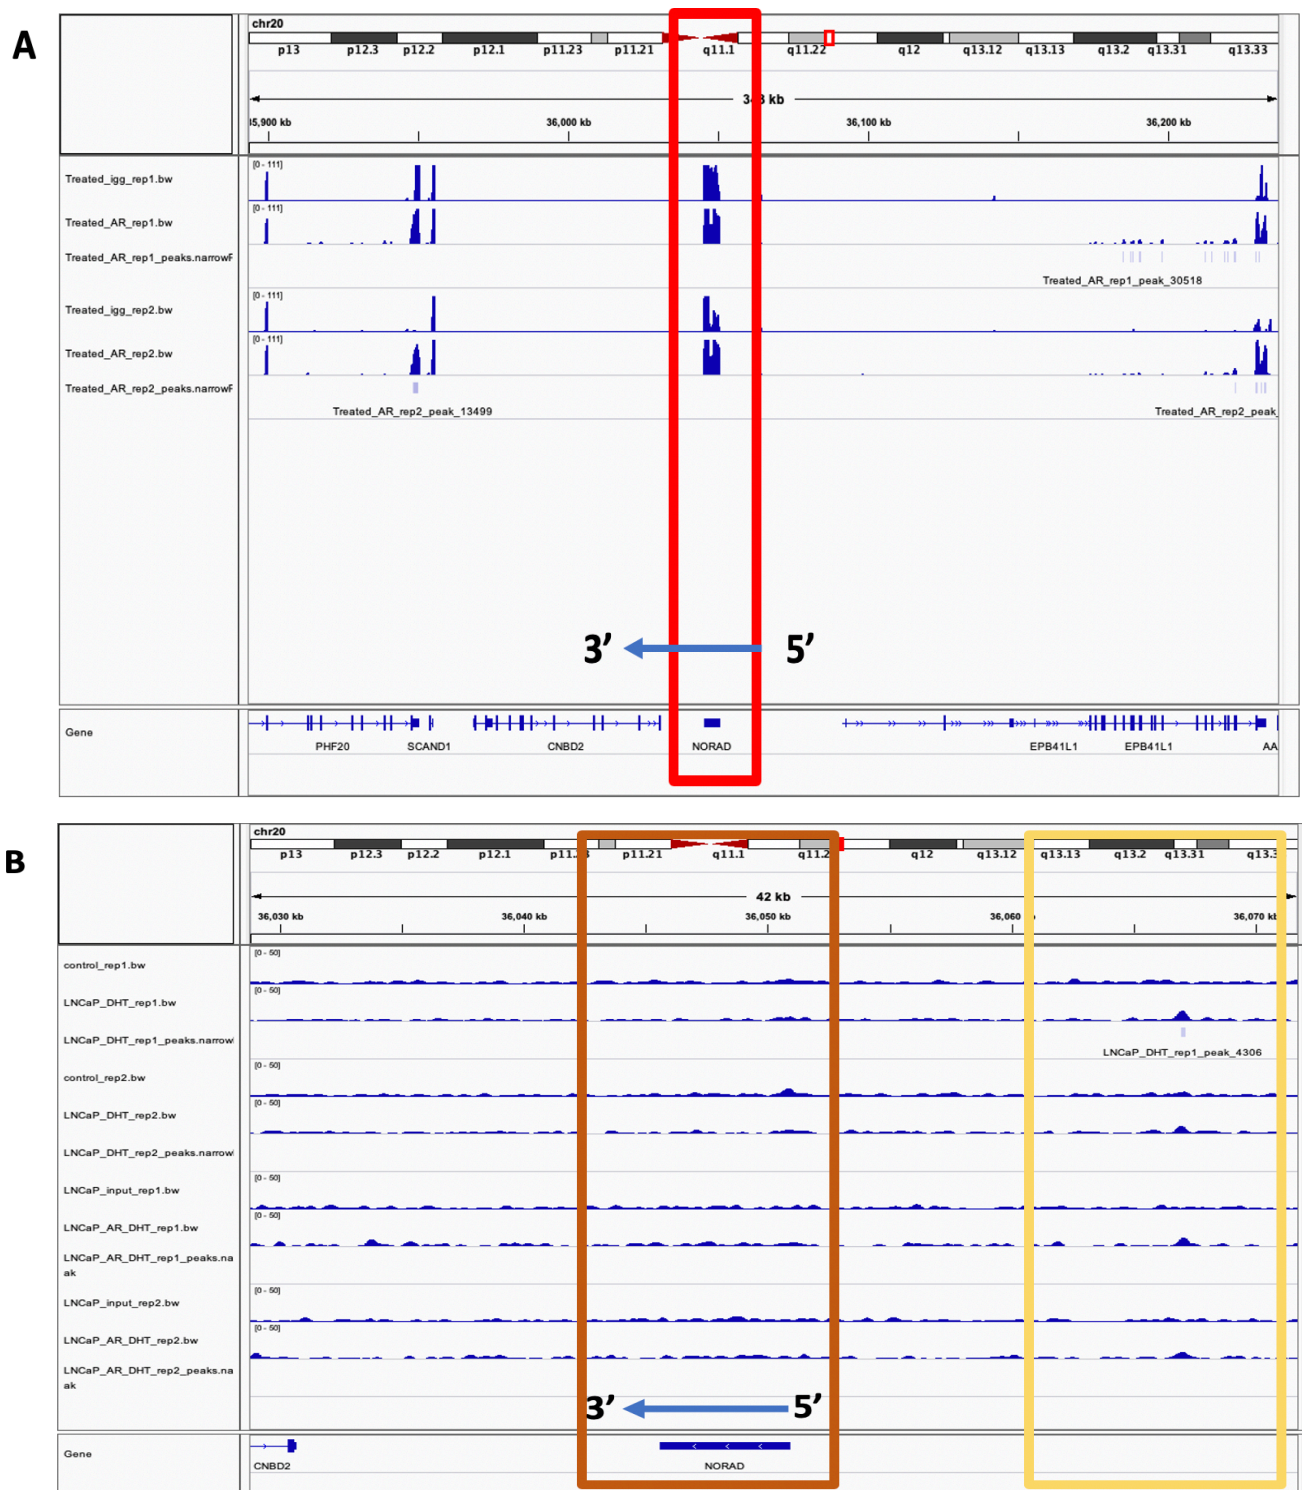 A
chr20
p13 p12.3 p12.2 p12.1 p11.23 p11.21 q11.1 q11.22 q12 q13.12 q13.13 q13.2 q13.31 q13.33
kb
36,000 kb 36,100 kb 36,200 kb
[0 - 111]
Treated_igg_rep1.bw
[0 - 111]
Treated_AR_rep1.bw
Treated_AR_rep1_peaks.narrowP
Treated_AR_rep1_peak_30518
[0 - 111]
Treated_igg_rep2.bw
[0 - 111]
Treated_AR_rep2.bw
Treated_AR_rep2_peaks.narrowP
Treated_AR_rep2_peak_13499 Treated_AR_rep2_peak_
3’ 5’
Gene
PHF20 SCAND1 CNBD2 NORAD EPB41L1 EPB41L1 AA
B
chr20
p13 p12.3 p12.2 p12.1 p11.21 q11.1 q12 q13.12 q13.13 q13.2 q13.31
42 kb
36,030 kb 36,040 kb 36,050 kb 36,060 36,070 kb
[0 - 50]
control_rep1.bw
[0 - 50]
LNCaP_DHT_rep1.bw
LNCaP_DHT_rep1_peaks.narrow
LNCaP_DHT_rep1_peak_4306
[0 - 50]
control_rep2.bw
[0 - 50]
LNCaP_DHT_rep2.bw
LNCaP_DHT_rep2_peaks.narrow
[0 - 50]
LNCaP_input_rep1.bw
[0 - 50]
LNCaP_AR_DHT_rep1.bw
LNCaP_AR_DHT_rep1_peaks.na
ak
[0 - 50]
LNCaP_input_rep2.bw
[0 - 50]
LNCaP_AR_DHT_rep2.bw
LNCaP_AR_DHT_rep2_peaks.na
ak
3’ 5’
Gene
CNBD2 NORAD